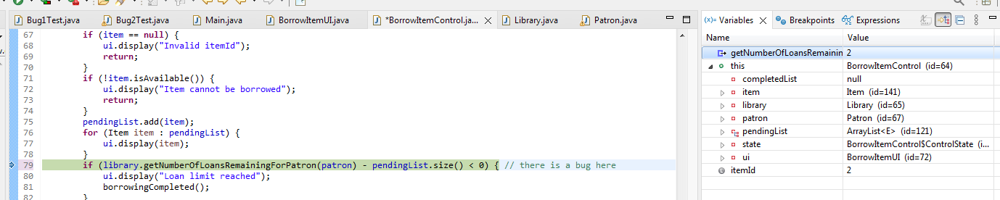 Bug1Test.java
Bug2Test.java
Main.java
BorrowItemUI.java
*BorrowItemControl.ja...
Library.java
Patron.java
67 if (item == null) {
68 ui.display("Invalid itemId");
69 return;
70 }
71 if (!item.isAvailable()) {
72 ui.display("Item cannot be borrowed");
73 return;
74 }
75 pendingList.add(item);
76 for (Item item : pendingList) {
77 ui.display(item);
78 }
79 if (library.getNumberOfLoansRemainingForPatron(patron) - pendingList.size() < 0) { // there is a bug here
80 ui.display("Loan limit reached");
81 borrowingCompleted();
82 }
(x)= Variables
Breakpoints
Expressions
Name Value
getNumberOfLoansRemainin 2
this BorrowItemControl (id=64)
completedList null
item Item (id=141)
library Library (id=65)
patron Patron (id=67)
pendingList ArrayList<E> (id=121)
state BorrowItemControl$ControlState (i...
ui BorrowItemUI (id=72)
itemId 2